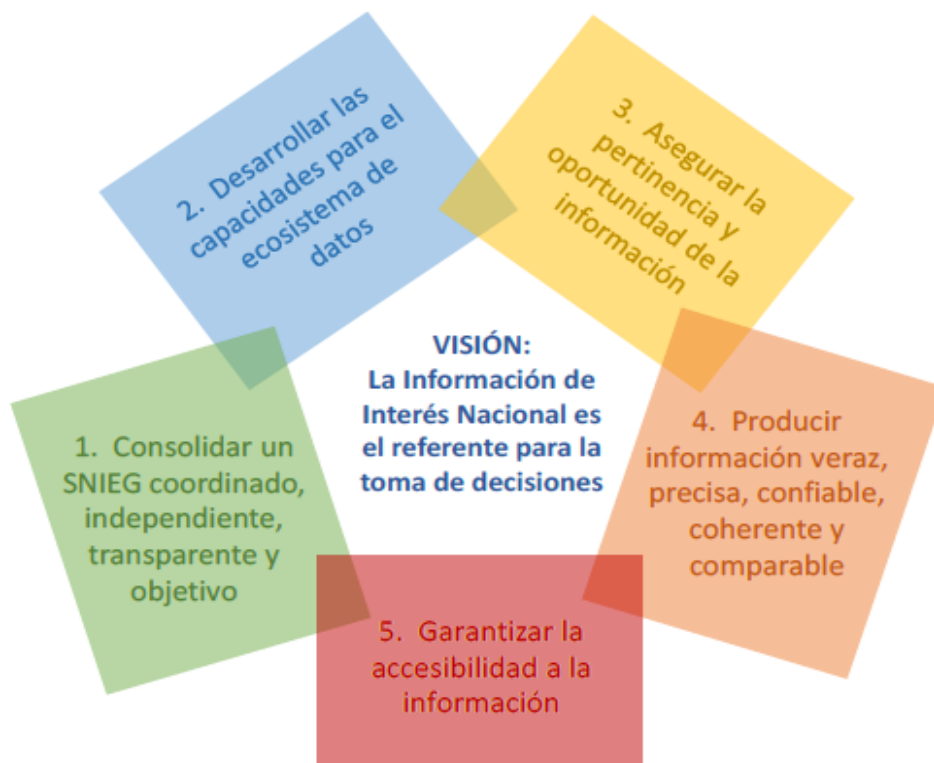 2. Desarrollar las
capacidades para el
ecosistema de
datos
3. Asegurar la
pertinencia y
oportunidad de la
información
VISIÓN:
La Información de
Interés Nacional es
el referente para la
toma de decisiones
1. Consolidar un
SNIEG coordinado,
independiente,
transparente y
objetivo
4. Producir
información veraz,
precisa, confiable,
coherente y
comparable
5. Garantizar la
accesibilidad a la
información